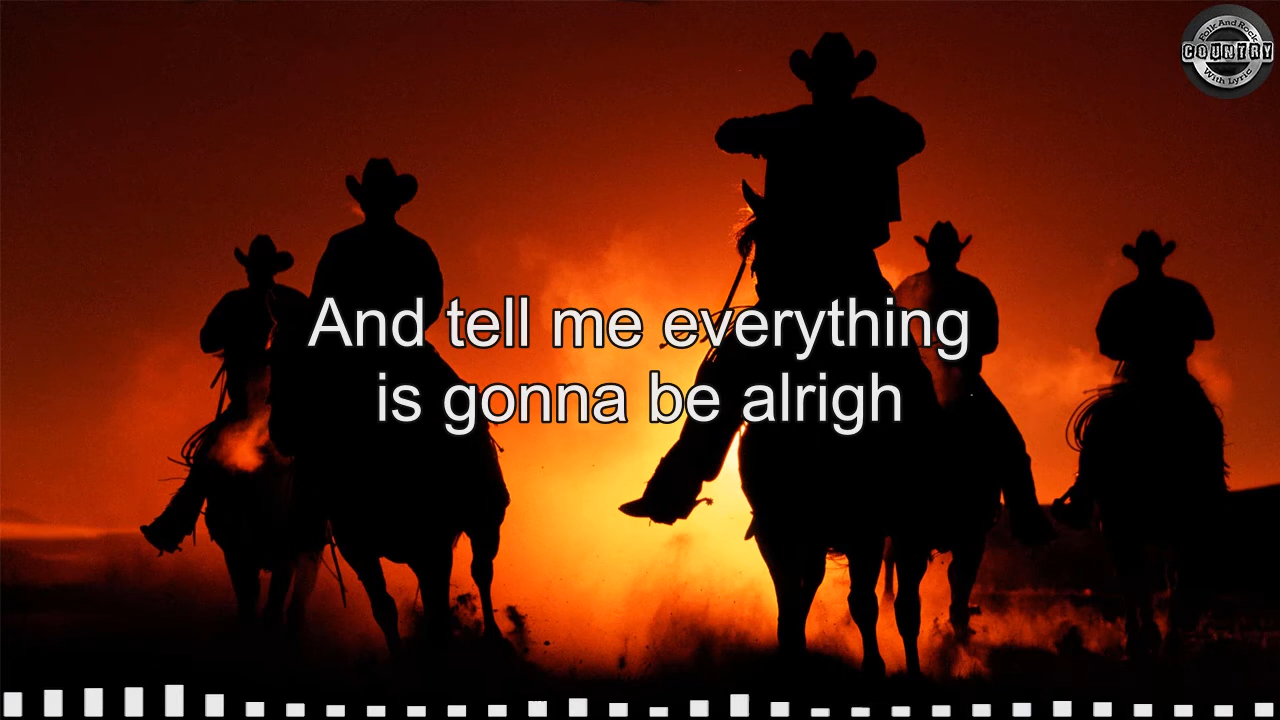 Folk And Rock
COUNTRY
With Lyric
And tell me everything
is gonna be alrigh